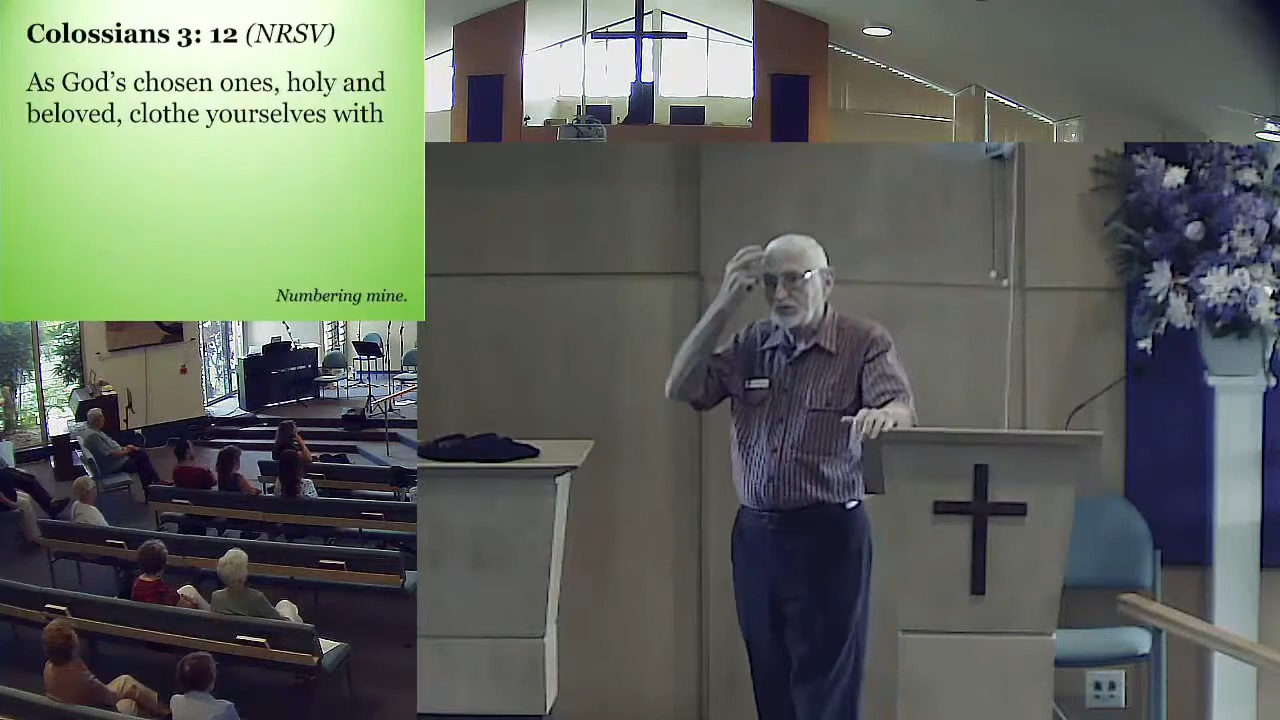 Colossians 3: 12 (NRSV)
As God's chosen ones, holy and
beloved, clothe yourselves with
Numbering mine.